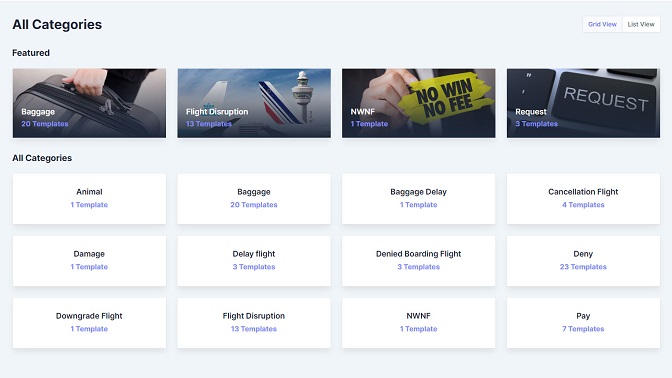 All Categories
Grid View
List View
Featured
Baggage
20 Templates
Flight Disruption
13 Templates
NO WIN
NO FEE
NWNF
1 Template
REQUEST
Request
3 Templates
All Categories
Animal
1 Template
Baggage
20 Templates
Baggage Delay
1 Template
Cancellation Flight
4 Templates
Damage
1 Template
Delay flight
3 Templates
Denied Boarding Flight
3 Templates
Deny
23 Templates
Downgrade Flight
1 Template
Flight Disruption
13 Templates
NWNF
1 Template
Pay
7 Templates